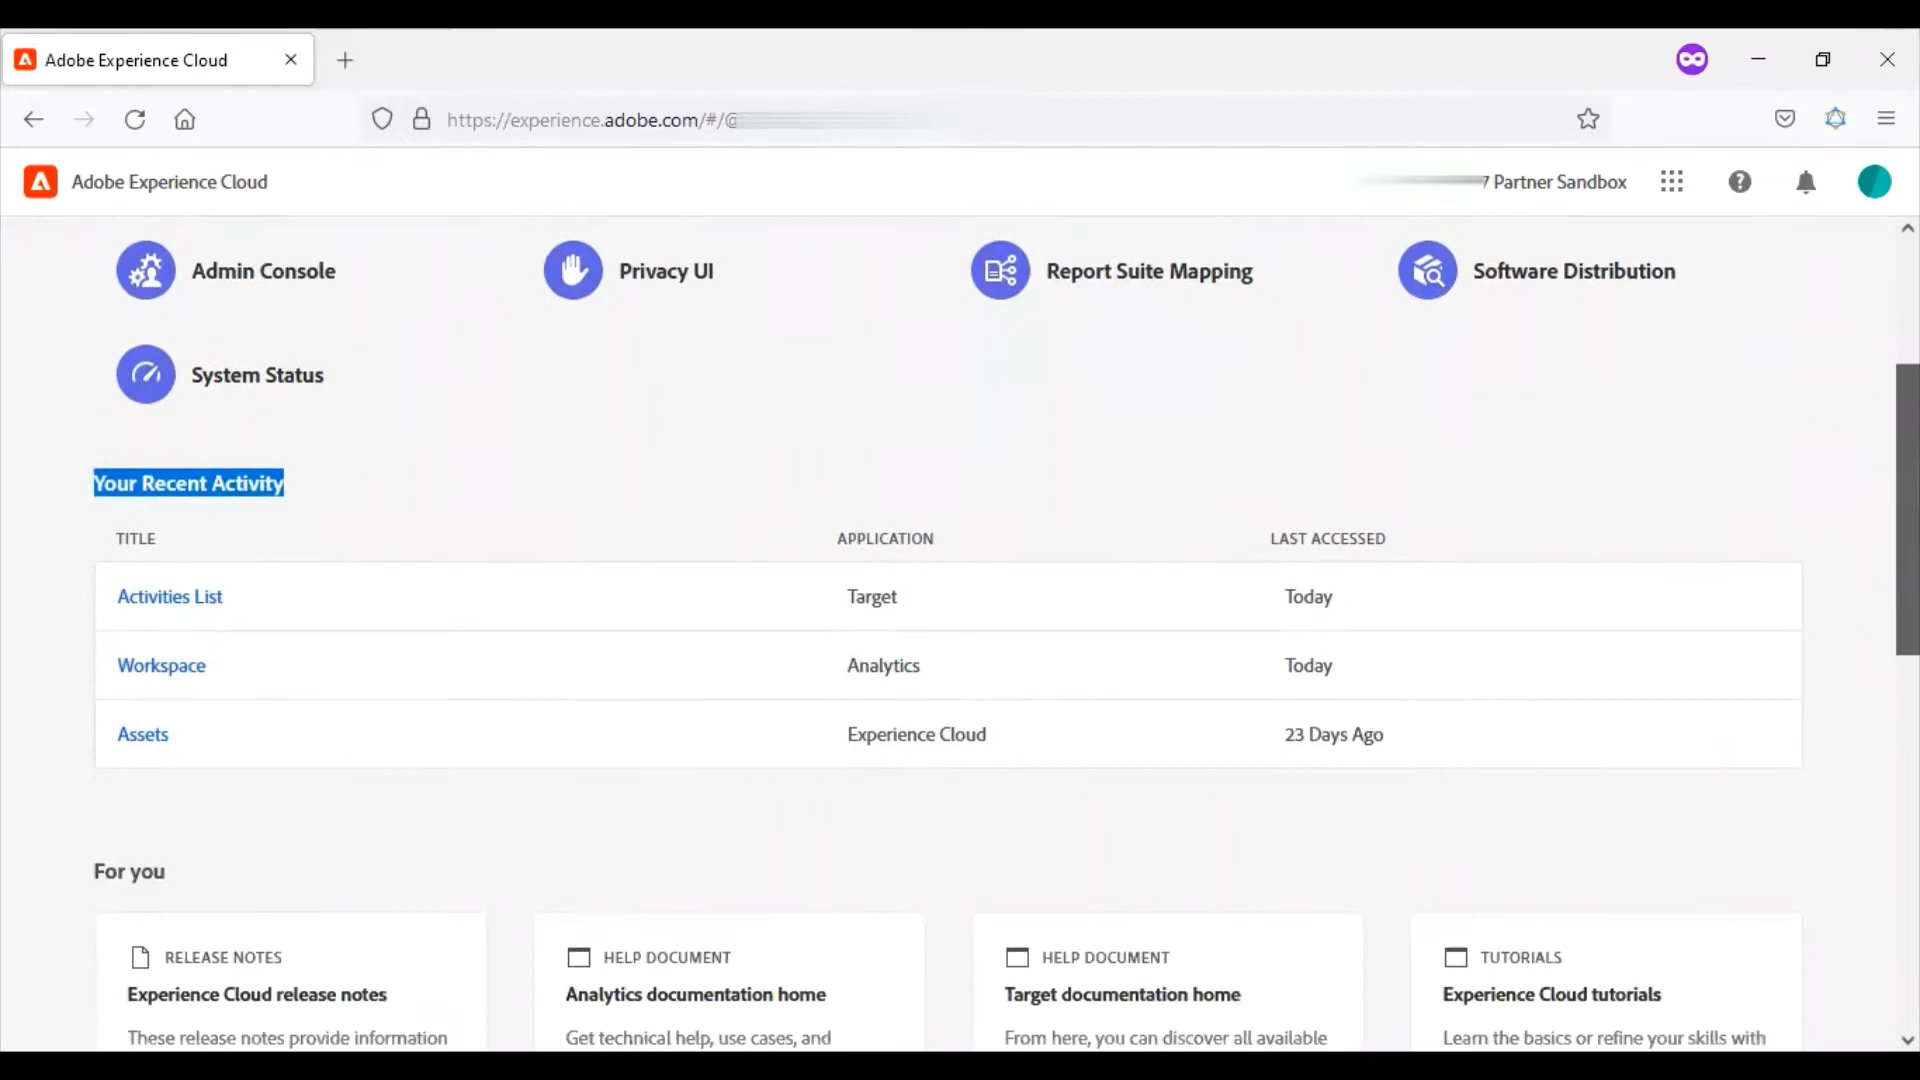 Adobe Experience Cloud
https://experience.adobe.com/#/@
Adobe Experience Cloud
Partner Sandbox
Admin Console
Privacy UI
Report Suite Mapping
Software Distribution
System Status
Your Recent Activity
TITLE APPLICATION LAST ACCESSED
Activities List Target Today
Workspace Analytics Today
Assets Experience Cloud 23 Days Ago
For you
RELEASE NOTES
Experience Cloud release notes
These release notes provide information
HELP DOCUMENT
Analytics documentation home
Get technical help, use cases, and
HELP DOCUMENT
Target documentation home
From here, you can discover all available
TUTORIALS
Experience Cloud tutorials
Learn the basics or refine your skills with